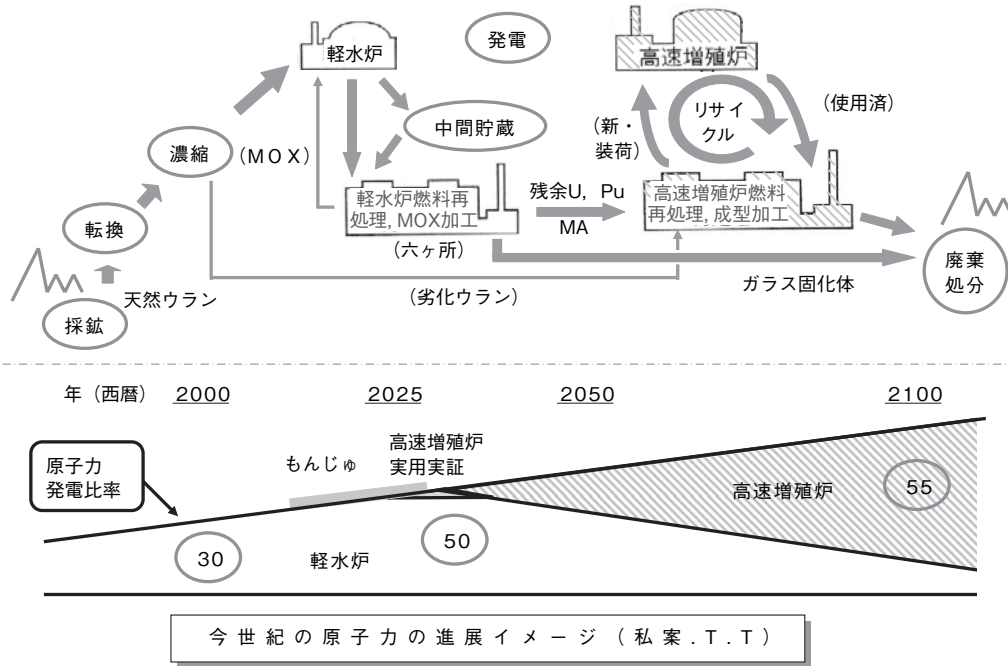 軽水炉
発電
高速増殖炉
リサイ
クル
(使用済)
(新・
装荷)
中間貯蔵
濃縮
(MOX)
軽水炉燃料再
処理, MOX加工
残余U, Pu
MA
高速増殖炉燃料
再処理, 成型加工
転換
(六ヶ所)
廃棄
処分
ガラス固化体
(劣化ウラン)
天然ウラン
採鉱
年(西暦) 2000 2025 2050 2100
原子力
発電比率
もんじゅ
高速増殖炉
実用実証
高速増殖炉
55
50
30
軽水炉
今世紀の原子力の進展イメージ(私案.T.T)